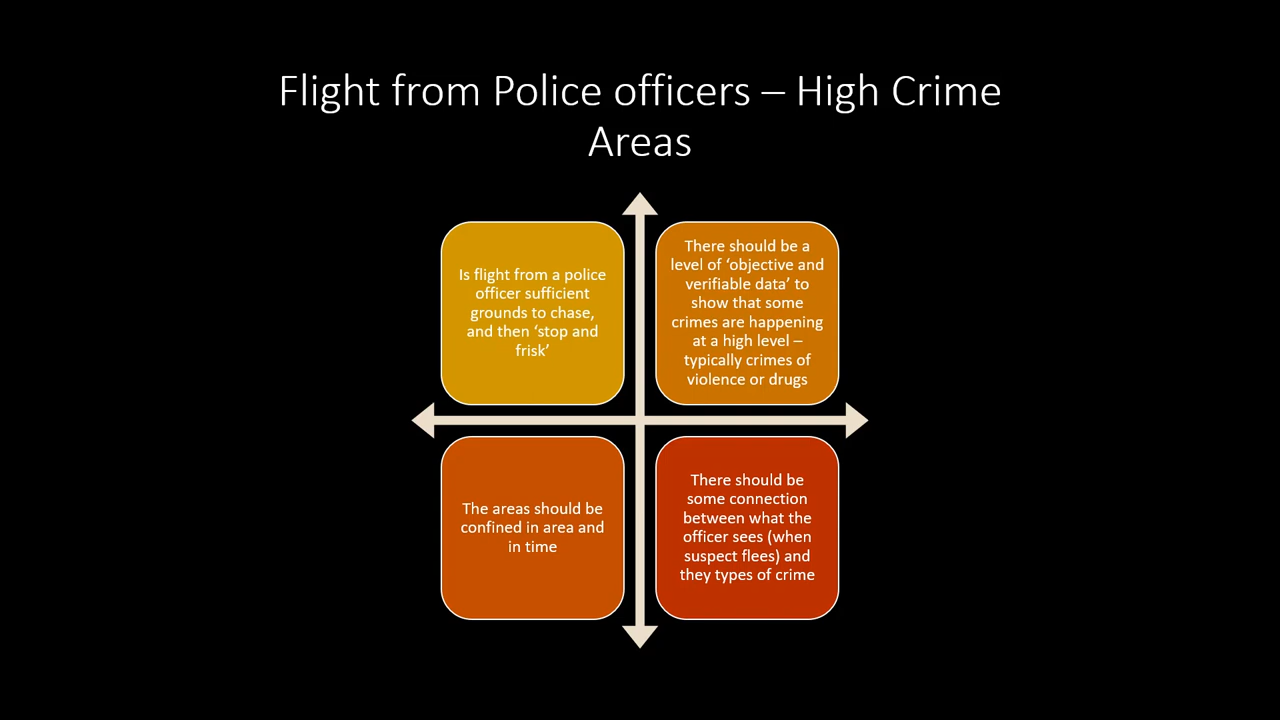 Flight from Police officers – High Crime
Areas
Is flight from a police
officer sufficient
grounds to chase,
and then ‘stop and
frisk’
There should be a
level of ‘objective and
verifiable data’ to
show that some
crimes are happening
at a high level –
typically crimes of
violence or drugs
The areas should be
confined in area and
in time
There should be
some connection
between what the
officer sees (when
suspect flees) and
they types of crime